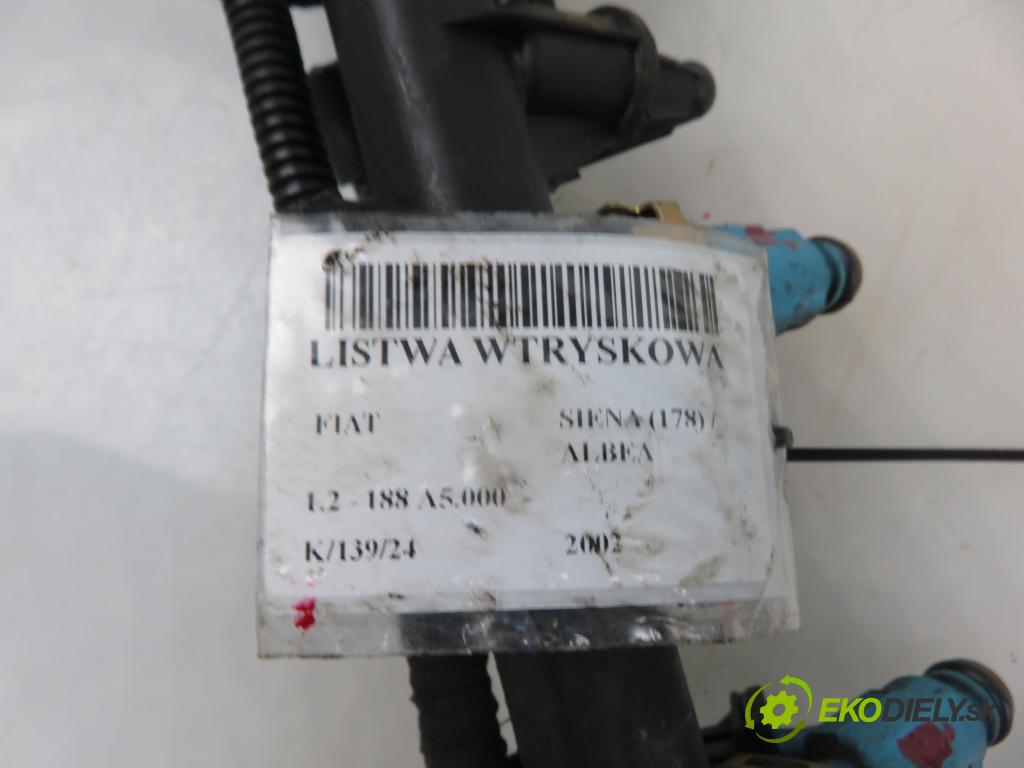 LISTWA WTRYSKOWA
FIAT
SIENA (178) /
ALBEA
1.2 - 188 A5.000
K/139/24
2002
EKODIELY.sk